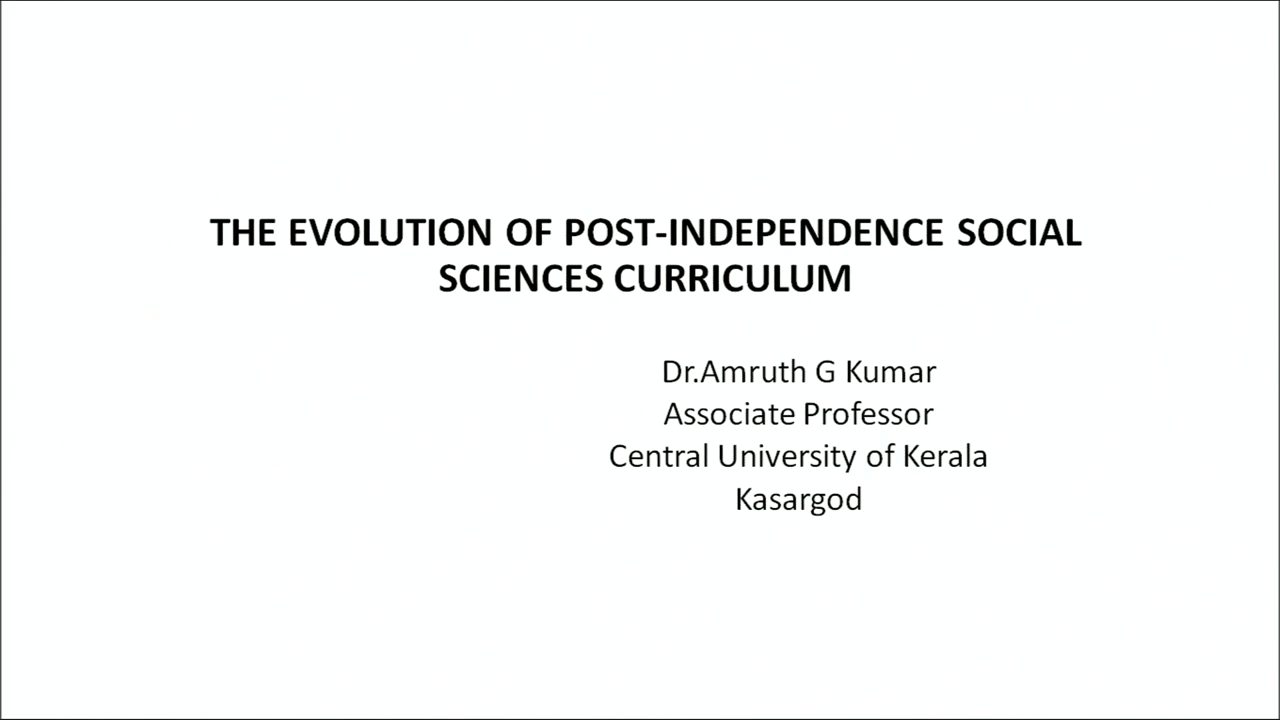 THE EVOLUTION OF POST-INDEPENDENCE SOCIAL
SCIENCES CURRICULUM
Dr.Amruth G Kumar
Associate Professor
Central University of Kerala
Kasargod